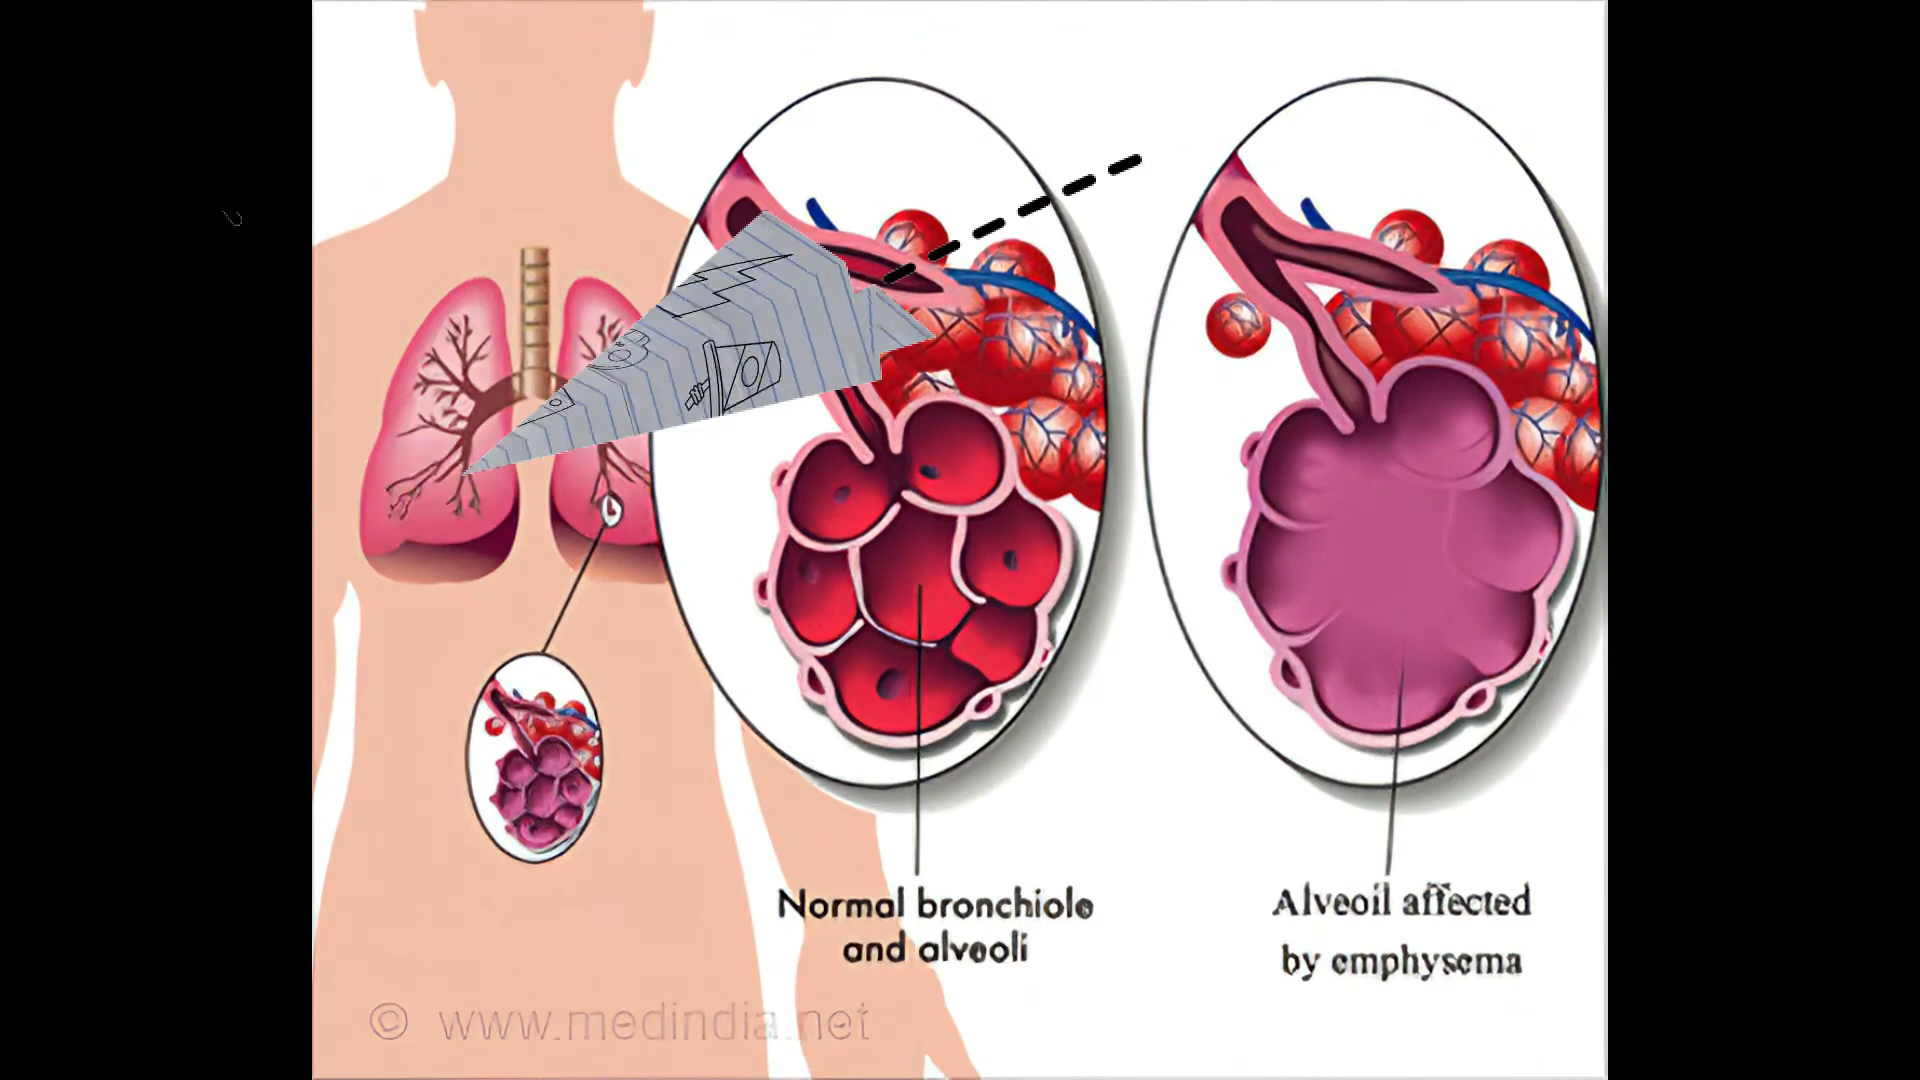 Normal bronchiole
and alveoli
Alveoil affected
by emphysema
© www.medindia.net